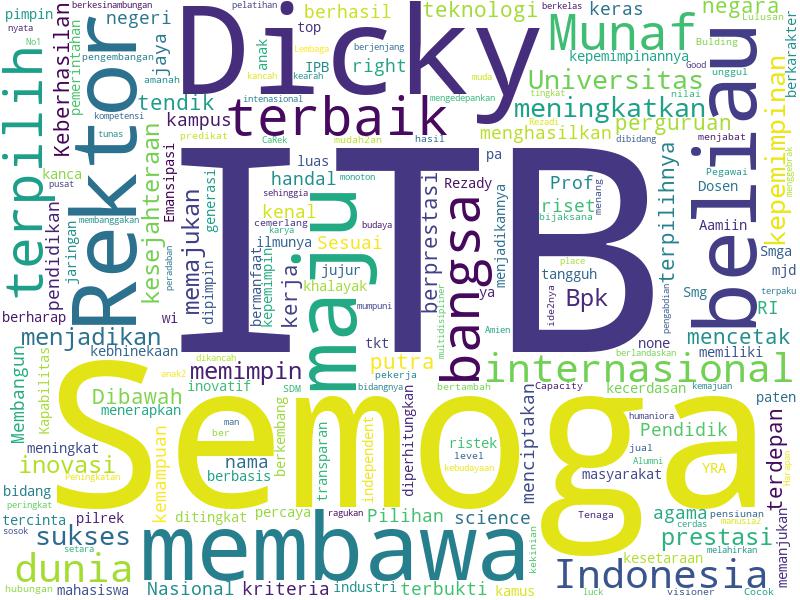 pimpin
berkesinambungan
pelatihan
Dicky
berhasil
teknologi
berkelas
keras
negara
Lulusan
nyata
No1
negeri
top
Lembaga
berjenjang
kancah
kearah
muda
Munaf
kepemimpinannya
Bulding
berkarakter
terpilih
Keberhasilan
pemerintahan
Rektor
pengembangan
jaya
anak
IPB
right
Universitas
Good
unggul
amanah
intenasional
mengedepankan
tingkat
nilai
tendik
kampus
terbaik
meningkatkan
perguruan
beliau
kepemimpinan
kompetensi
tunas
predikat
CaRek
mudah2an
hasil
Rezedi
menghasilkan
dibidang
menjabat
ITB
kanca
pusat
pendidikan
jaringan
kesejahteraan
Emansipasi
memajukan
generasi
luas
monoton
pa
handal
berprestasi
Rezady
Prof
Dosen
Pegawai
menggebrak
sehinggia
cemerlang
karya
budaya
kenal
riset
bijaksana
menang
terpilihnya
membanggakan
peradaban
dipimpin
ilmunya
Sesuai
maju
bangsa
menjadikannya
Aamiin
bermanfaat
kepemimpin
kerja
jujur
khalayak
mumpuni
place
tangguh
Smga
mjd
ya
ide2nya
Bpk
Smg
RI
terpaku
berharap
wi
tkt
multidisipliner
Amien
none
pengabdian
mencetak
menjadikan
kebhinekaan
dikancah
memimpin
putra
internasional
berlandaskan
memiliki
Membangun
Kapabilitas
Dibawah
menerapkan
anak2
inovatif
SDM
pekerja
bidangnya
bertambah
Capacity
kecerdasan
kemajuan
paten
Semoga
meningkat
inovasi
kemampuan
man
ber
berkembang
transparan
independent
diperhitungkan
ristek
level
kebudayaan
menciptakan
humaniora
Pendidik
jual
Alumni
YRA
terdepan
Harapan
nama
berbasis
masyarakat
bidang
Peningkatan
peringkat
tercinta
pilrek
ditingkat
percaya
ragukan
Pilihan
science
Tenaga
agama
pensiunan
cerdas
manusia2
memanjukan
sosok
sukses
setara
membawa
kekinian
prestasi
melahirkan
kesetaraan
dunia
Indonesia
hubungan
mahasiswa
Nasional
kriteria
industri
terbukti
kamus
luck
visioner
Cocok